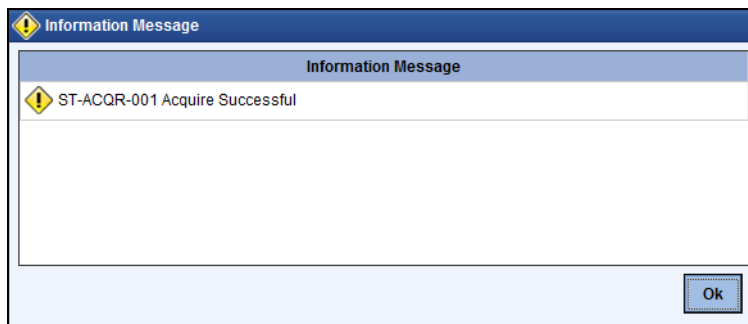 Information Message
Information Message
ST-ACQR-001 Acquire Successful
Ok